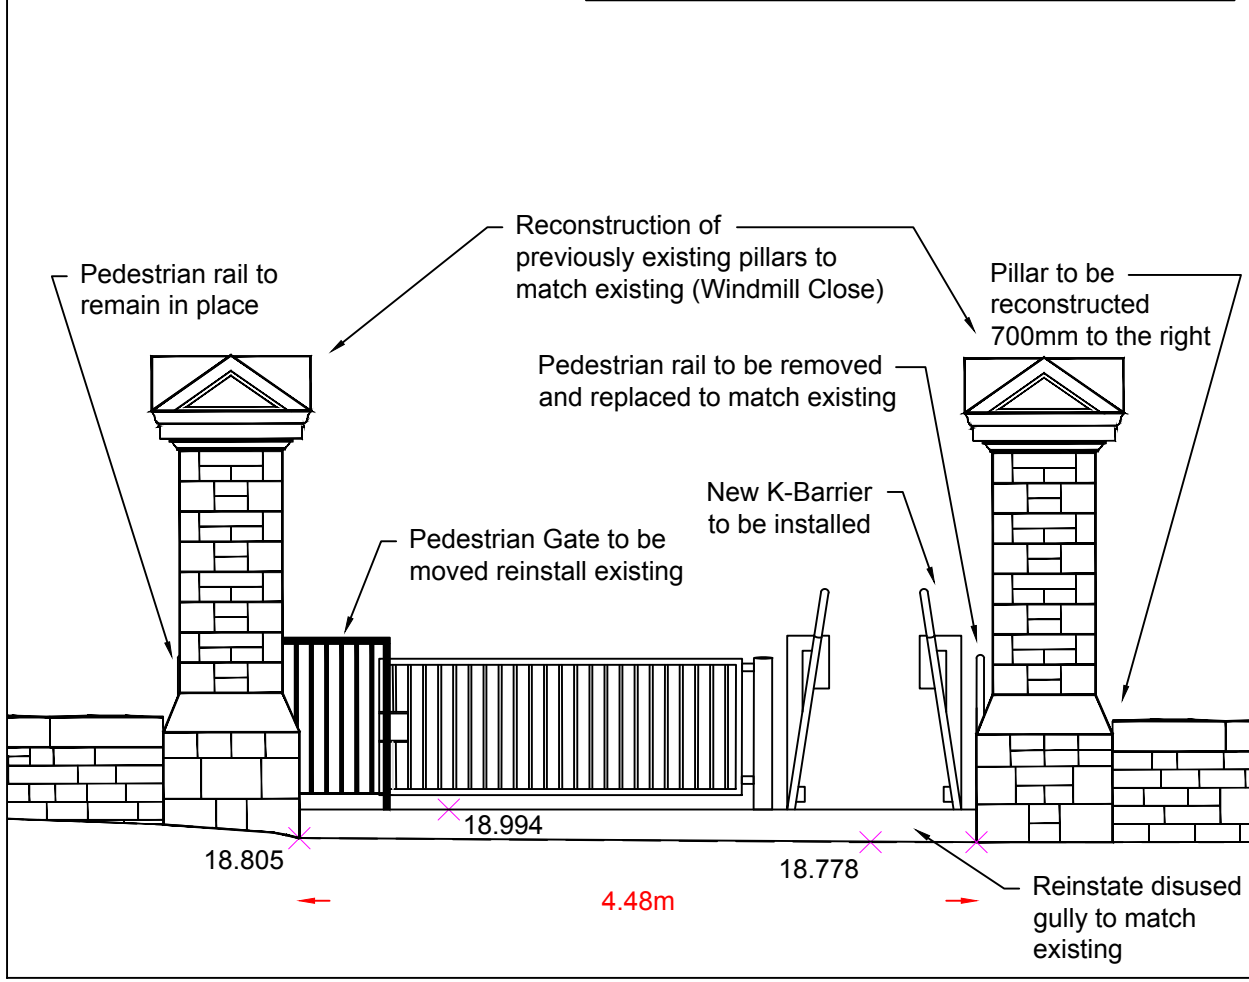 Reconstruction of
previously existing pillars to
match existing (Windmill Close)
Pedestrian rail to
remain in place
Pillar to be
reconstructed
700mm to the right
Pedestrian rail to be removed
and replaced to match existing
New K-Barrier
to be installed
Pedestrian Gate to be
moved reinstall existing
18.994
18.805
18.778
4.48m
Reinstate disused
gully to match
existing